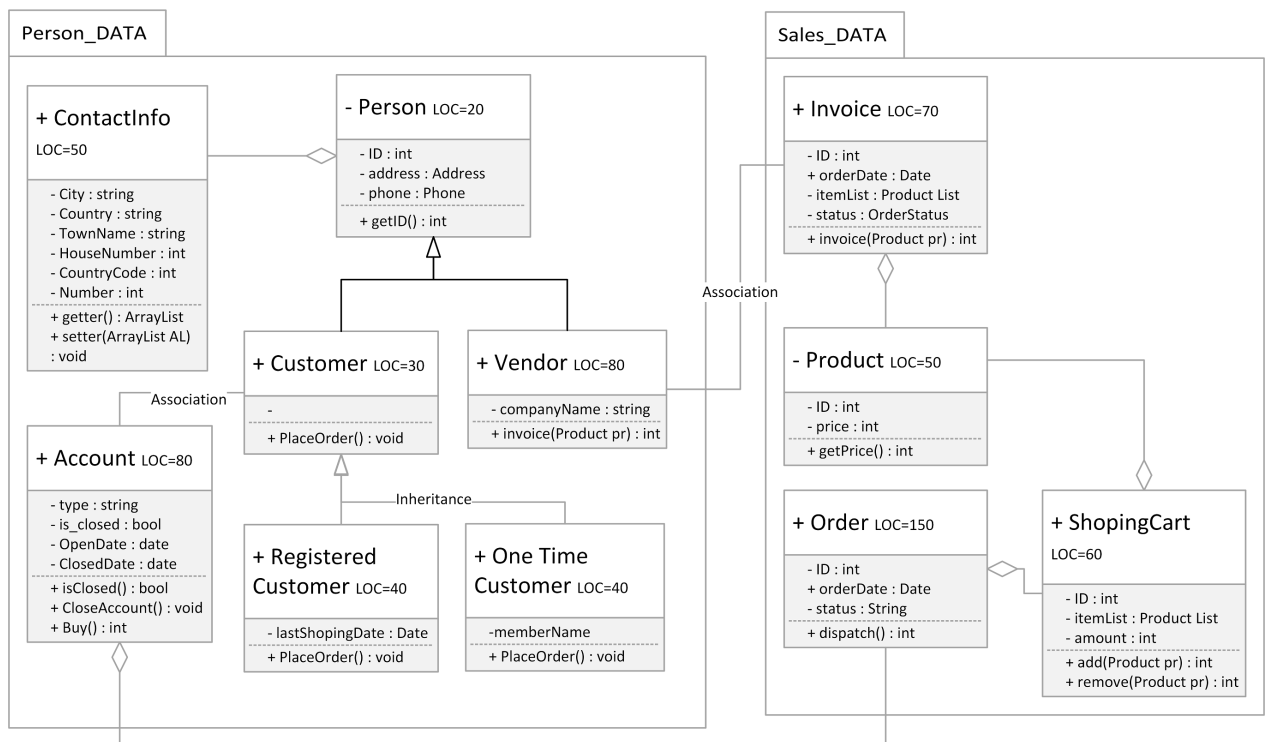 Person_DATA
+ ContactInfo
LOC=50
- City : string
- Country : string
- TownName : string
- HouseNumber : int
- CountryCode : int
- Number : int
+ getter() : ArrayList
+ setter(ArrayList AL)
: void
- Person LOC=20
- ID : int
- address : Address
- phone : Phone
+ getID() : int
+ Customer LOC=30
-
+ PlaceOrder() : void
+ Vendor LOC=80
- companyName : string
+ invoice(Product pr) : int
Association
+ Account LOC=80
- type : string
- is_closed : bool
- OpenDate : date
- ClosedDate : date
+ isClosed() : bool
+ CloseAccount() : void
+ Buy() : int
Inheritance
+ Registered
Customer LOC=40
- lastShopingDate : Date
+ PlaceOrder() : void
+ One Time
Customer LOC=40
-memberName
+ PlaceOrder() : void
Association
Sales_DATA
+ Invoice LOC=70
- ID : int
+ orderDate : Date
- itemList : Product List
- status : OrderStatus
+ invoice(Product pr) : int
- Product LOC=50
- ID : int
- price : int
+ getPrice() : int
+ Order LOC=150
- ID : int
+ orderDate : Date
- status : String
+ dispatch() : int
+ ShopingCart
LOC=60
- ID : int
- itemList : Product List
- amount : int
+ add(Product pr) : int
+ remove(Product pr) : int